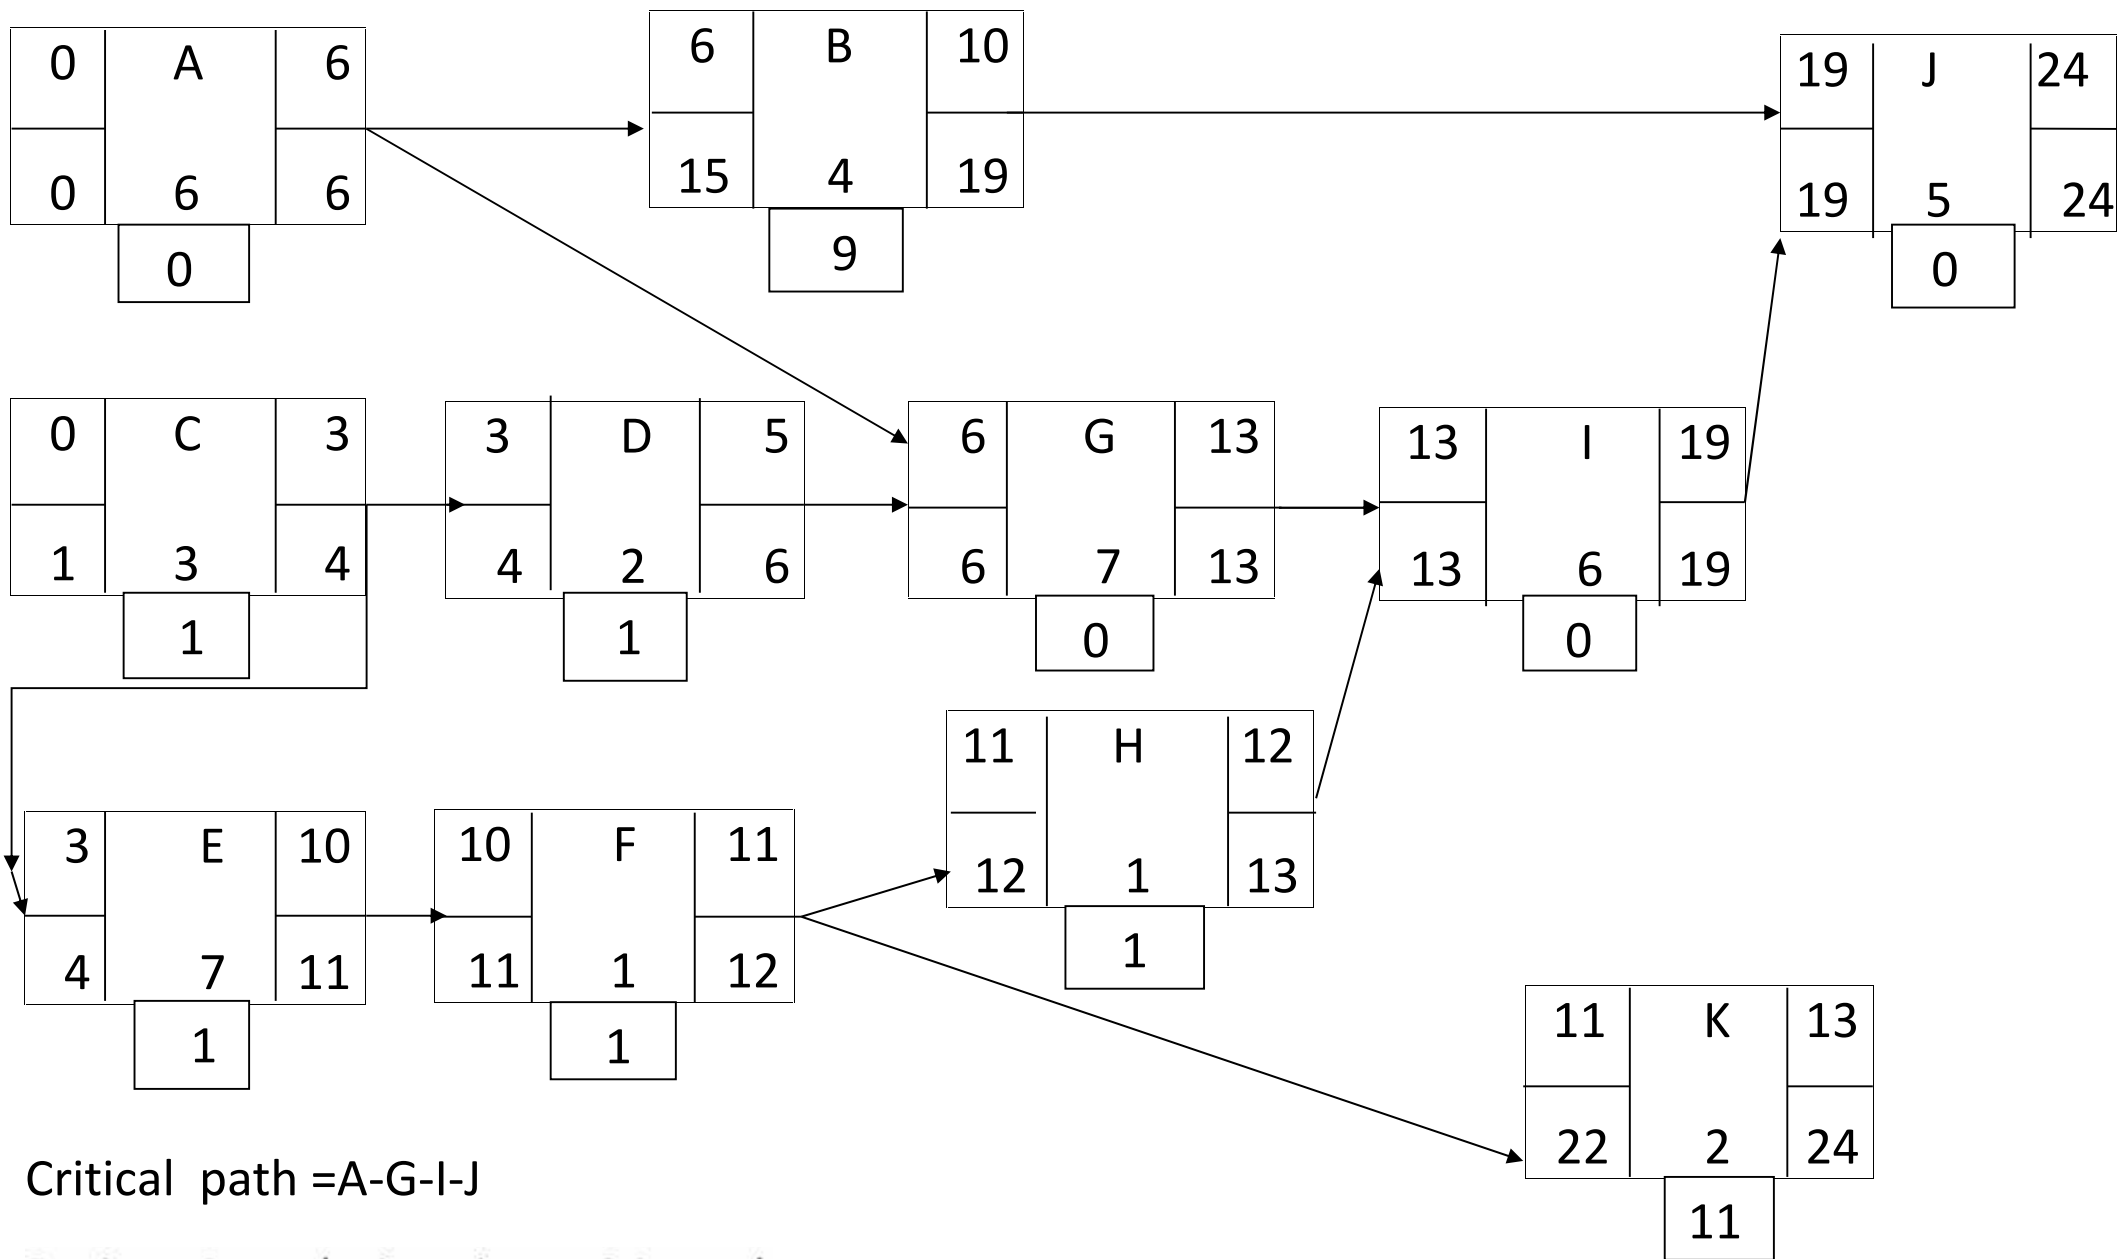 0 A 6
0 6 6
0
6 B 10
15 4 19
9
19 J 24
19 5 24
0
0 C 3
1 3 4
1
3 D 5
4 2 6
1
6 G 13
6 7 13
0
13 I 19
13 6 19
0
3 E 10
4 7 11
1
10 F 11
11 1 12
1
11 H 12
12 1 13
1
11 K 13
22 2 24
11
Critical path =A-G-I-J